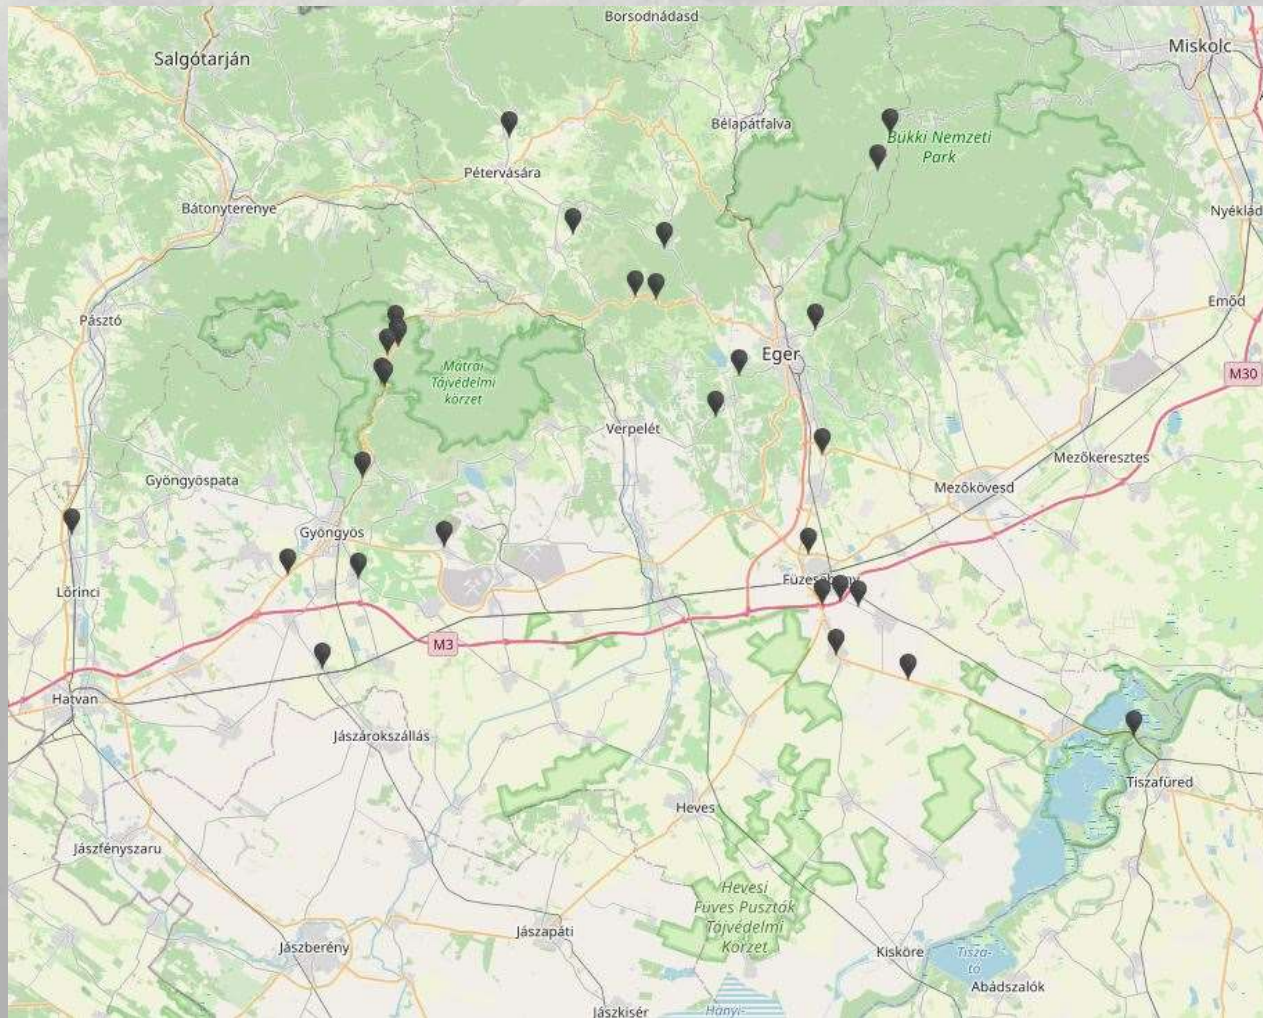 Borsodnádasd
Miskolc
Salgótarján
Bélapátfalva
Bükki Nemzeti
Park
Pétervására
Bátonyterenye
Pásztó
Emőd
Eger
M30
Mátrai
Tájvédelmi
körzet
Verpelét
Mezőkeresztes
Gyöngyöspata
Mezőkövesd
Gyöngyös
Lőrinci
M3
Hatvan
Jászárokszállás
Tiszafüred
Heves
Jászfényszaru
Hevesi
Füves Puszták
Tájvédelmi
Körzet
Jászberény
Jászapáti
Kisköre
Tisza-
tó
Abádszalók
Jászkisér
Hányi-